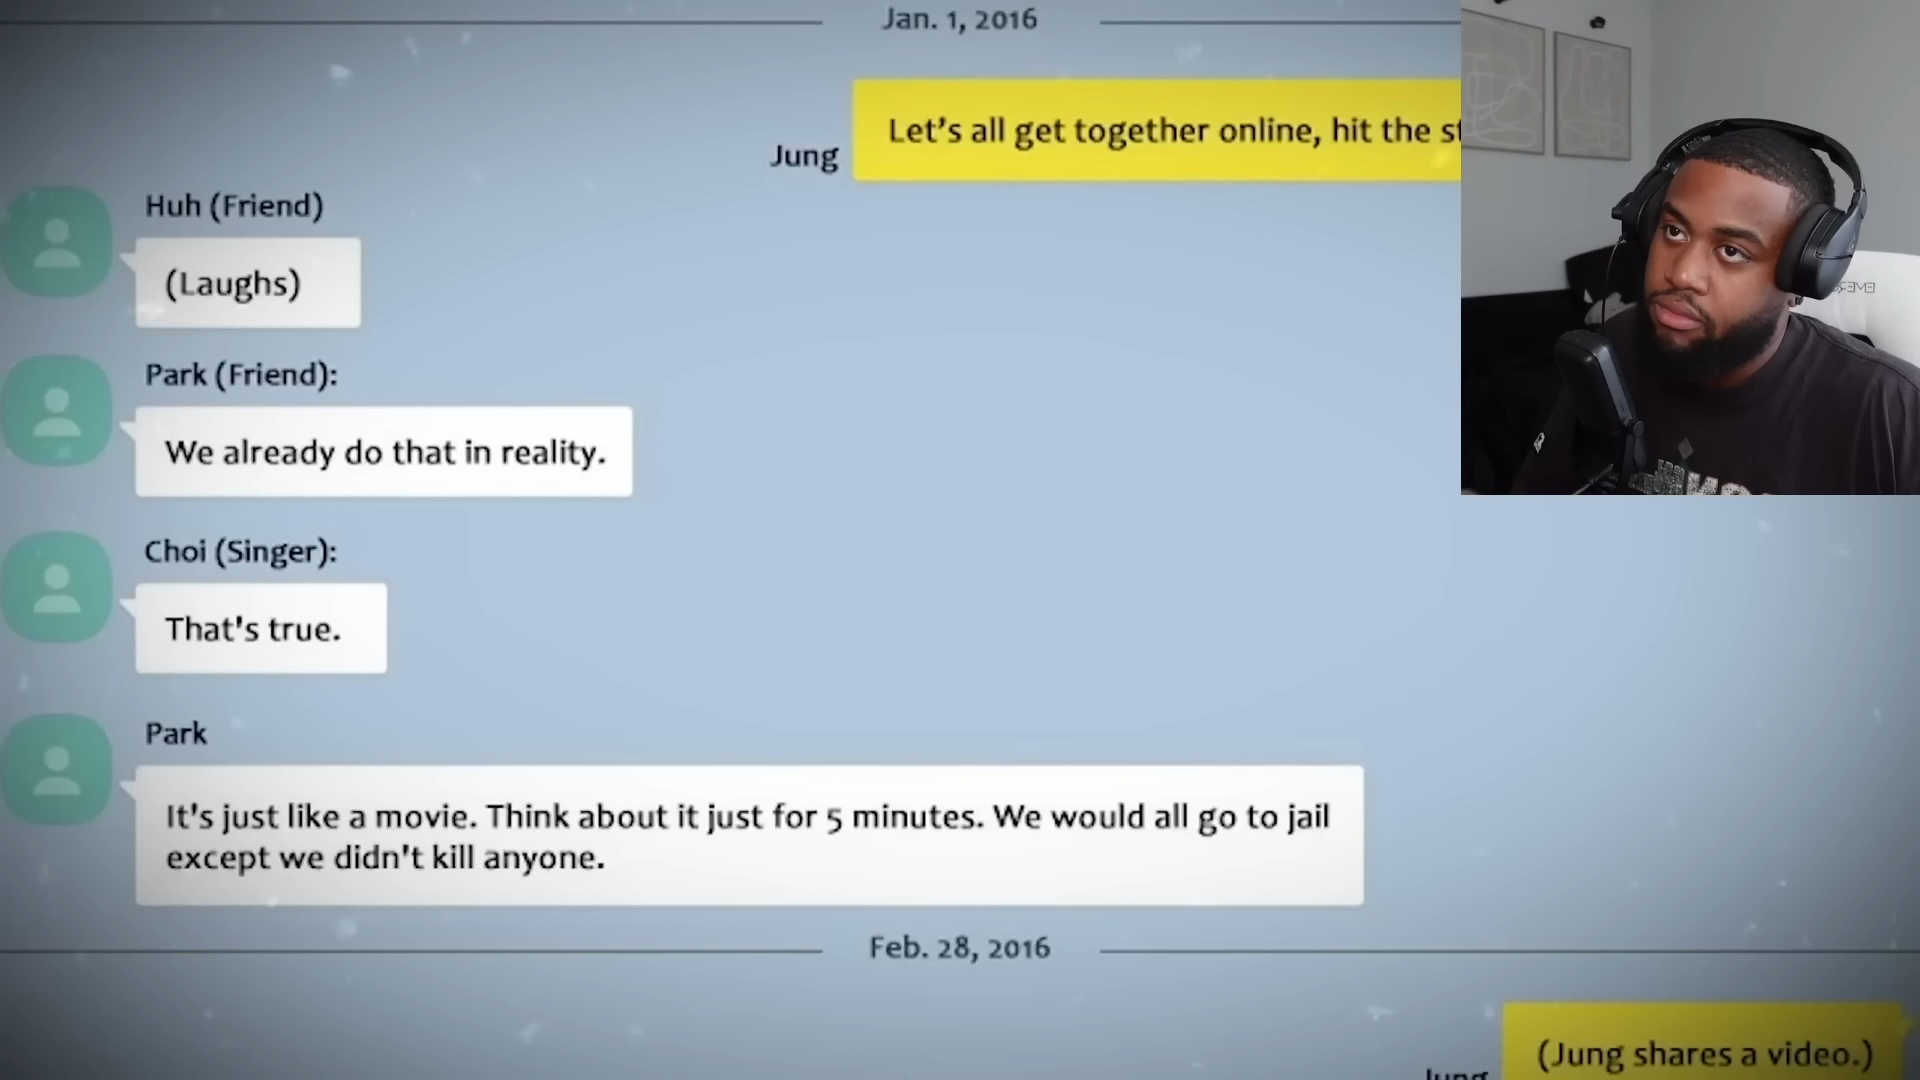 Jan. 1, 2016
Let's all get together online, hit the
Jung
Huh (Friend)
(Laughs)
Park (Friend):
We already do that in reality.
Choi (Singer):
That's true.
Park
It's just like a movie. Think about it just for 5 minutes. We would all go to jail
except we didn't kill anyone.
Feb. 28, 2016
(Jung shares a video.)
Jung